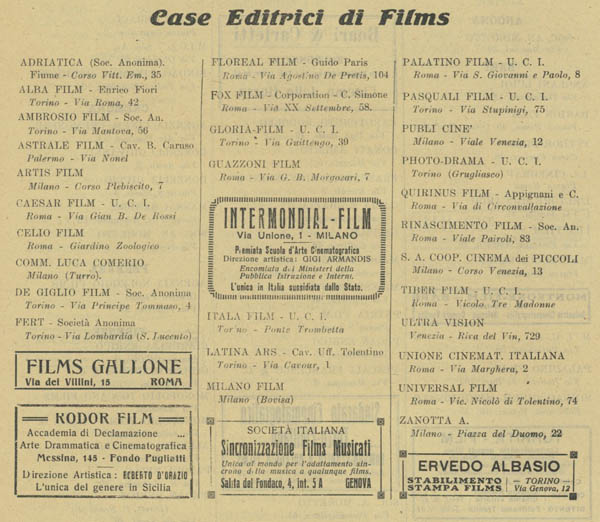 Case Editrici di Films
ADRIATICA (Soc. Anonima).
Fiume - Corso Vitt. Em., 35
ALBA FILM - Enrico Fiori
Torino - Via Roma, 42
AMBROSIO FILM - Soc. An.
Torino - Via Mantova, 56
ASTRALE FILM - Cav. B. Caruso
Palermo - Via Nonel
ARTIS FILM
Milano - Corso Plebiscito, 7
CAESAR FILM - U. C. I.
Roma - Via Gian B. De Rossi
CELIO FILM
Roma - Giardino Zoologico
COMM. LUCA COMERIO
Milano (Turro).
DE GIGLIO FILM - Soc. Anonima
Torino - Via Principe Tommaso, 4
FERT - Società Anonima
Torino - Via Lombardia (S. Lucento)
FILMS GALLONE
Via dei Villini, 15 ROMA
KODOR FILM
Accademia di Declamazione ...
Arte Drammatica e Cinematografica
Messina, 145 - Fondo Puglietti
Direzione Artistica : ECBERTO D'ORAZIO
L'unica del genere in Sicilia
FLOREAL FILM - Guido Paris
Roma - Via Agostino De Pretis, 104
FOX FILM - Corporation - C. Simone
Roma - Via XX Settembre, 58.
GLORIA-FILM - U. C. I.
Torino - Via Guittengo, 39
GUAZZONI FILM
Roma - Via G. B. Morgozari, 7
INTERMONDIAL-FILM
Via Unione, 1 - MILANO
Premiata Scuola d'Arte Cinematografica
Direzione artistica: GIGI ARMANDIS
Encomiata dai Ministeri della
Pubblica Istruzione e Interni.
L'unica in Italia sussidiata dallo Stato.
ITALA FILM - U. C. I.
Torino - Ponte Trombetta
LATINA ARS - Cav. Uff. Tolentino
Torino - Via Cavour, 1
MILANO FILM
Milano (Bovisa)
SOCIETÀ ITALIANA
Sincronizzazione Films Musicati
Unica al mondo per l'adattamento sin-
crono della musica a qualunque films.
Salita del Fondaco, 4, int. 5 A GENOVA
PALATINO FILM - U. C. I.
Roma - Via S. Giovanni e Paolo, 8
PASQUALI FILM - U. C. I.
Torino - Via Stupinigi, 75
PUBLI CINE'
Milano - Viale Venezia, 12
PHOTO-DRAMA - U. C. I.
Torino (Grugliasco)
QUIRINUS FILM - Appignani e C.
Roma - Via di Circonvallazione
RINASCIMENTO FILM - Soc. An.
Roma - Viale Pairoli, 83
S. A. COOP. CINEMA dei PICCOLI
Milano - Corso Venezia, 13
TIBER FILM - U. C. I.
Roma - Vicolo Tre Madonne
ULTRA VISION
Venezia - Riva del Vin, 729
UNIONE CINEMAT. ITALIANA
Roma - Via Marghera, 2
UNIVERSAL FILM
Roma - Vic. Nicolò di Tolentino, 74
ZANOTTA A.
Milano - Piazza del Duomo, 22
ERVEDO ALBASIO
STABILIMENTO - TORINO -
STAMPA FILMS Via Genova, 12